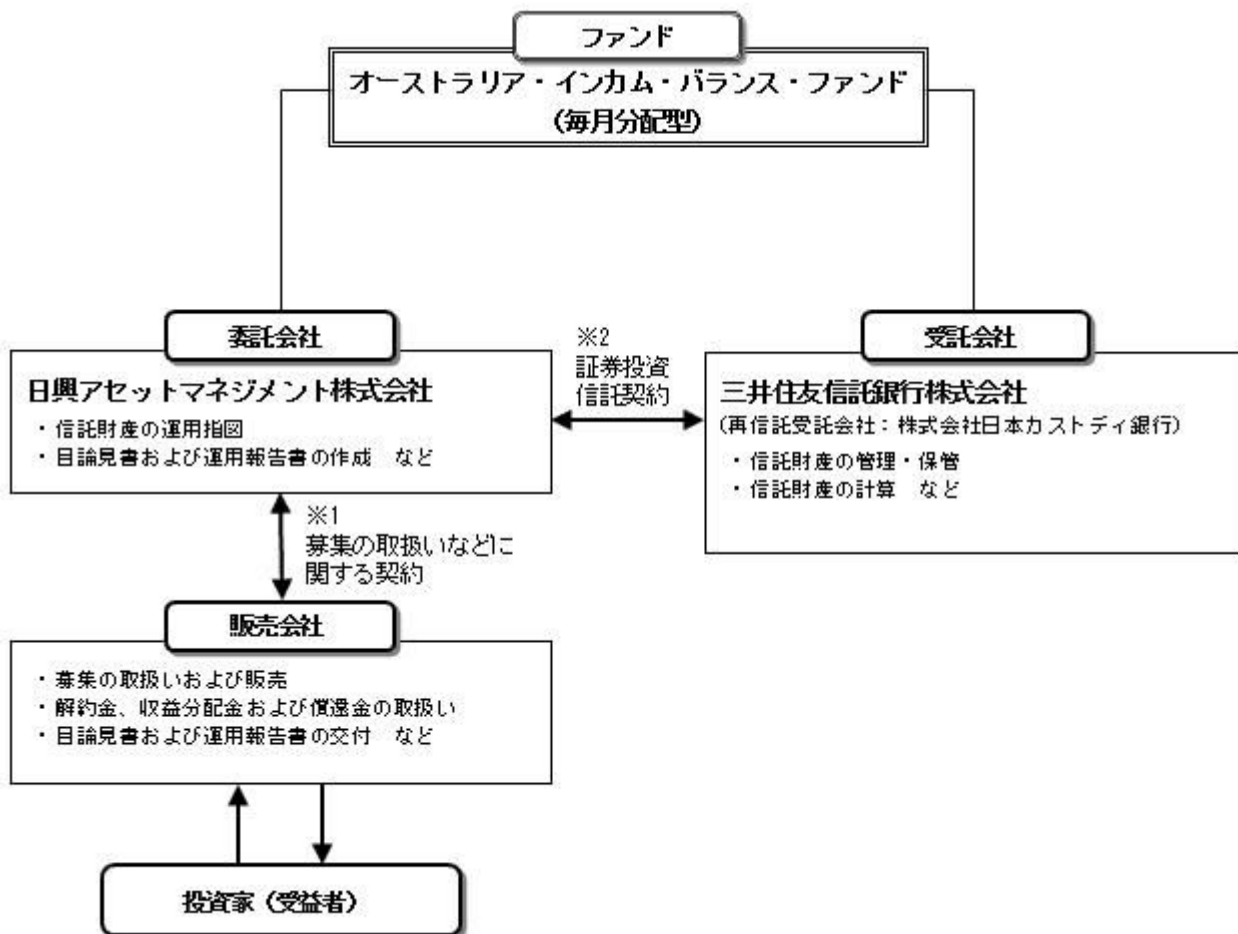 ファンド
オーストラリア・インカム・バランス・ファンド
(毎月分配型)
委託会社
日興アセットマネジメント株式会社
・信託財産の運用指図
・目論見書および運用報告書の作成 など
※2
証券投資
信託契約
受託会社
三井住友信託銀行株式会社
(再信託受託会社:株式会社日本カストディ銀行)
・信託財産の管理・保管
・信託財産の計算 など
※1
募集の取扱いなどに
関する契約
販売会社
・募集の取扱いおよび販売
・解約金、収益分配金および償還金の取扱い
・目論見書および運用報告書の交付 など
投資家(受益者)